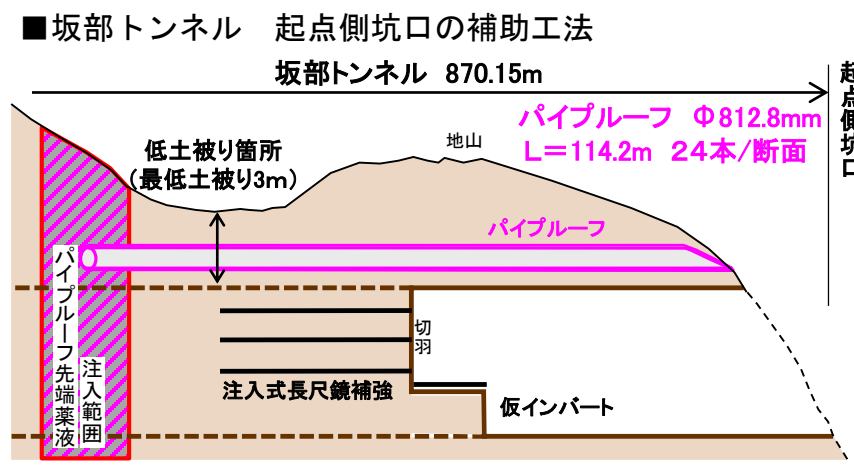 ■坂部トンネル　起点側坑口の補助工法
坂部トンネル 870.15m
起点側坑口
パイプルーフ Φ812.8mm
L=114.2m 24本/断面
地山
低土被り箇所
(最低土被り3m)
パイプルーフ
パイプルーフ先端薬液
注入範囲
切羽
注入式長尺鏡補強
仮インバート